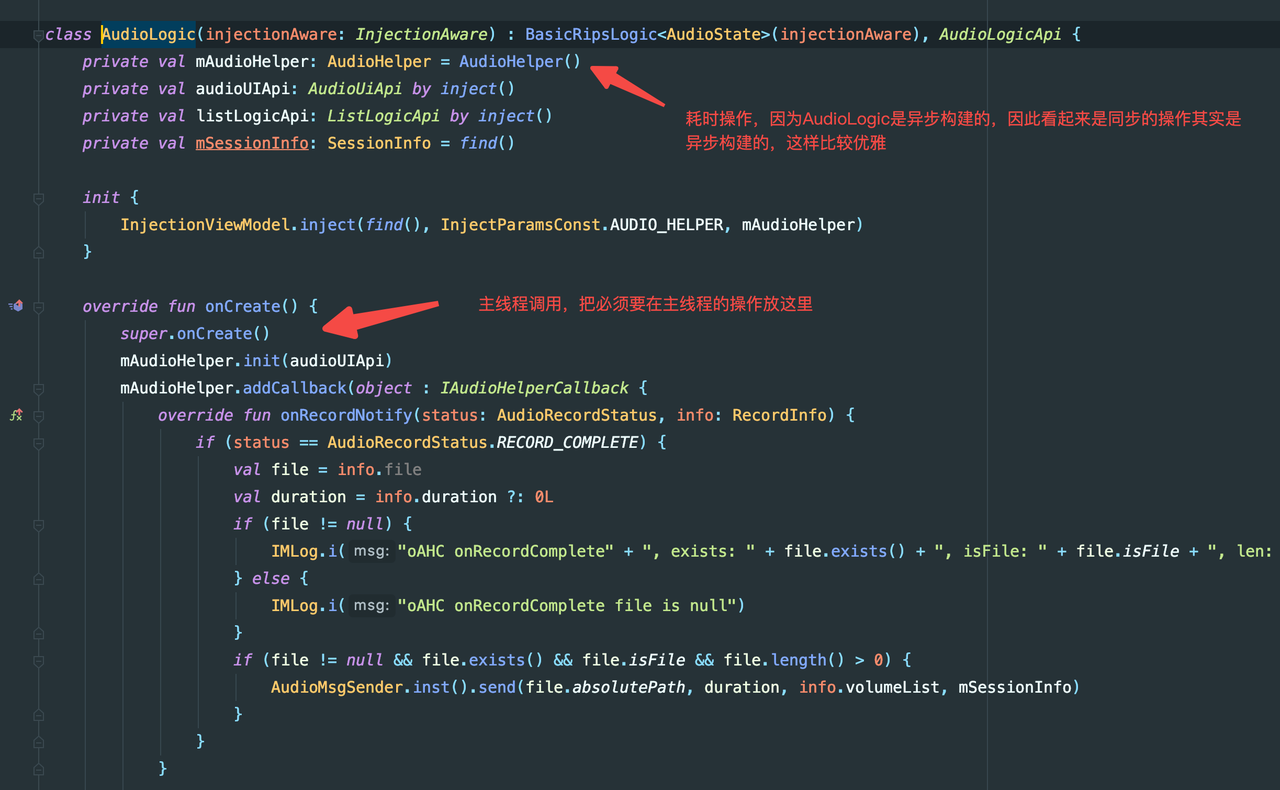 class AudioLogic(injectionAware: InjectionAware) : BasicRipsLogic<AudioState>(injectionAware), AudioLogicApi {
private val mAudioHelper: AudioHelper = AudioHelper()
private val audioUIApi: AudioUiApi by inject()
private val listLogicApi: ListLogicApi by inject()
private val mSessionInfo: SessionInfo = find()
耗时操作，因为AudioLogic是异步构建的，因此看起来是同步的操作其实是
异步构建的，这样比较优雅
init {
InjectionViewModel.inject(find(), InjectParamsConst.AUDIO_HELPER, mAudioHelper)
}
override fun onCreate() {
主线程调用，把必须要在主线程的操作放这里
super.onCreate()
mAudioHelper.init(audioUIApi)
mAudioHelper.addCallback(object : IAudioHelperCallback {
override fun onRecordNotify(status: AudioRecordStatus, info: RecordInfo) {
if (status == AudioRecordStatus.RECORD_COMPLETE) {
val file = info.file
val duration = info.duration ?: 0L
if (file != null) {
IMLog.i( msg: "oAHC onRecordComplete" + ", exists: " + file.exists() + ", isFile: " + file.isFile + ", len:
} else {
IMLog.i( msg: "oAHC onRecordComplete file is null")
}
if (file != null && file.exists() && file.isFile && file.length() > 0) {
AudioMsgSender.inst().send(file.absolutePath, duration, info.volumeList, mSessionInfo)
}
}
}